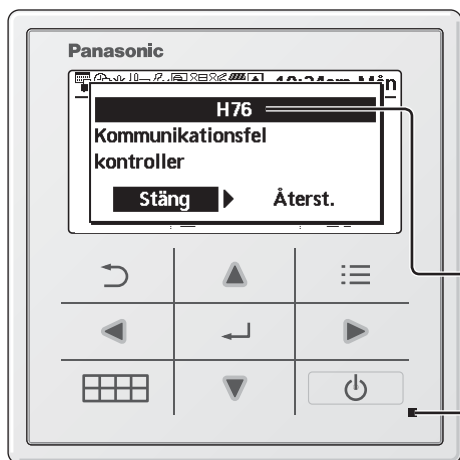 Panasonic
H76
Kommunikationsfel
kontroller
Stäng Återst.